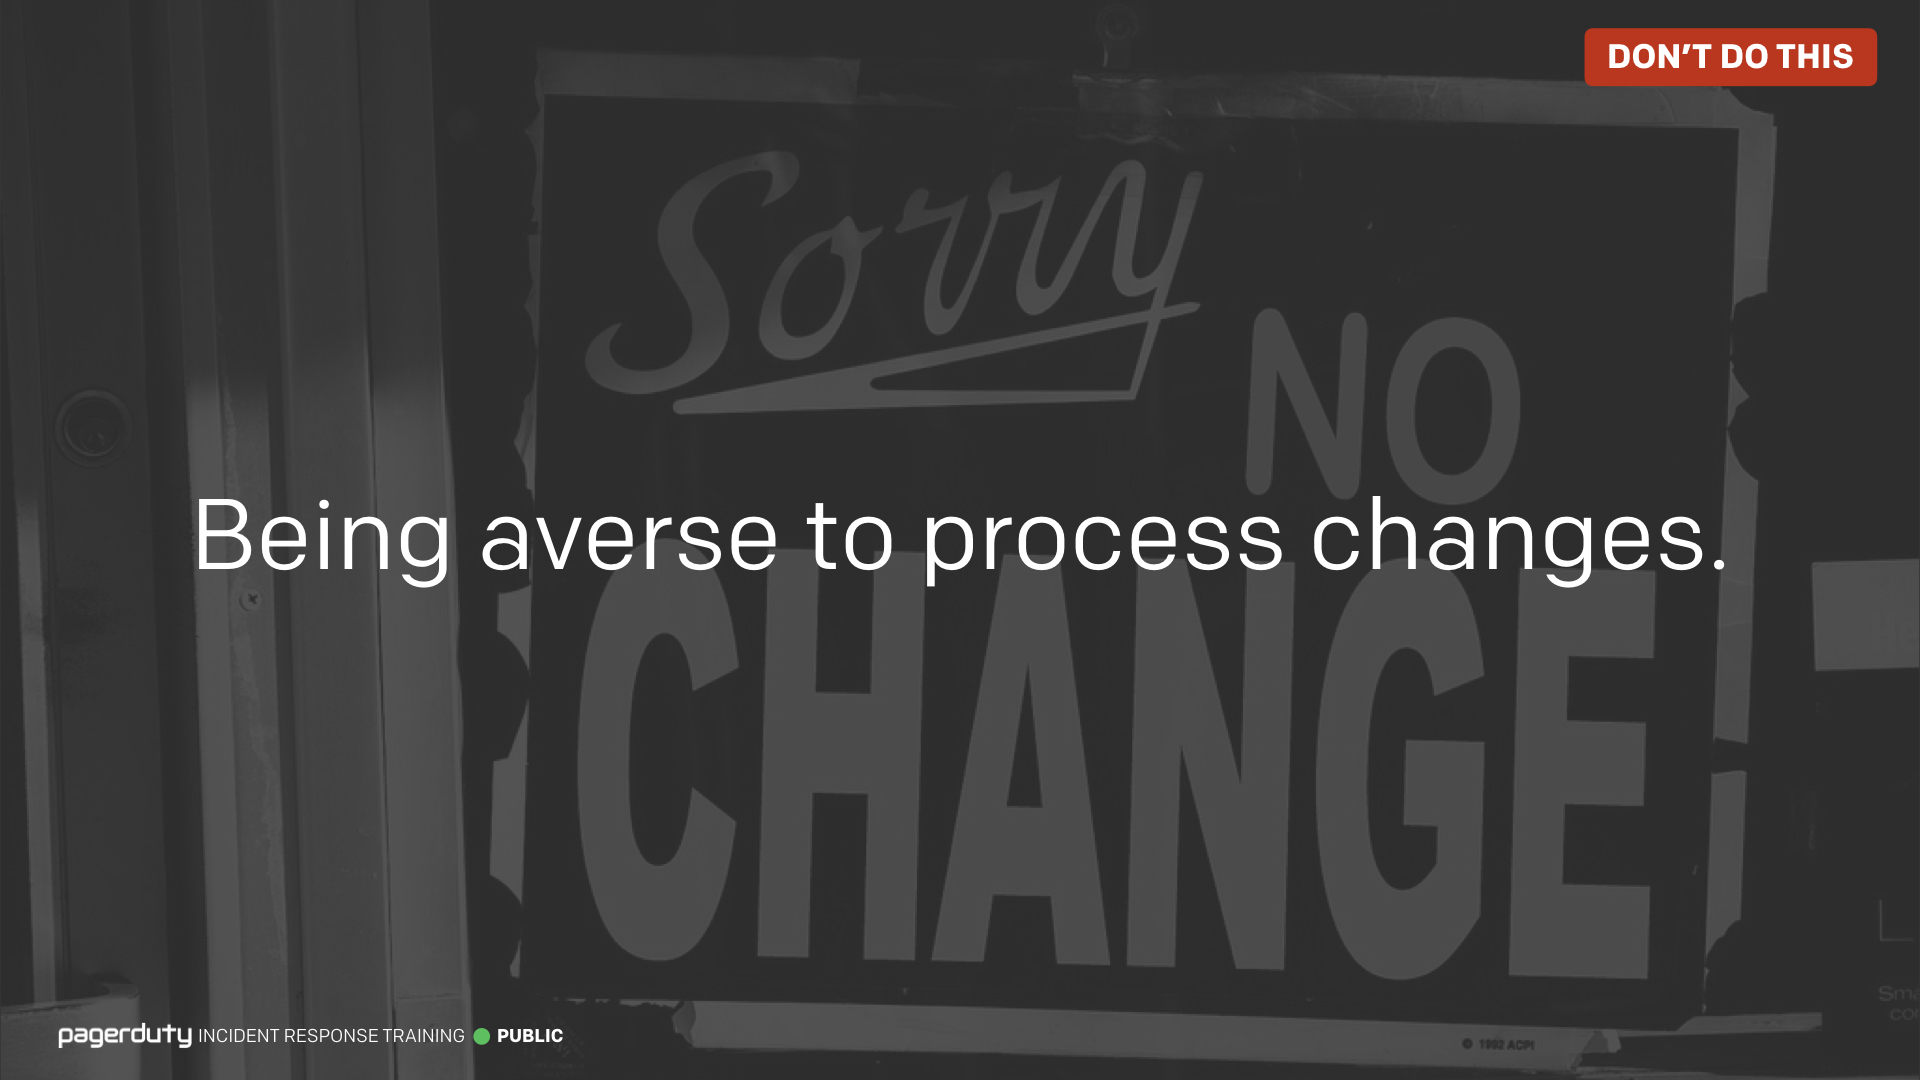 DON'T DO THIS
Sorry
NO
Being averse to process changes.
CHANGE
pagerduty INCIDENT RESPONSE TRAINING PUBLIC
© 1992 ACPI